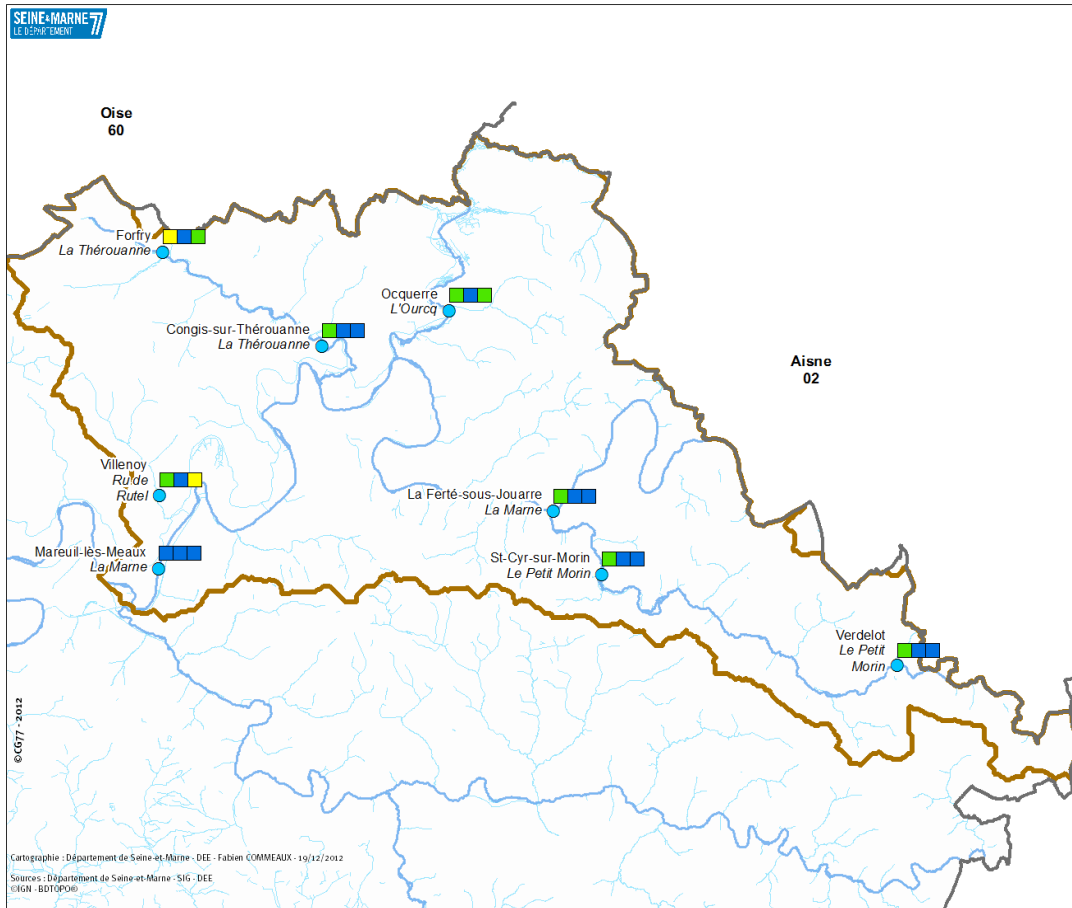 SEINE&MARNE 77
LE DÉPARTEMENT
Oise
60
Forfry
La Thérouanne
Ocquerre
L'Ourcq
Congis-sur-Thérouanne
La Thérouanne
Aisne
02
Villenoy
Ru de
Rutel
La Ferté-sous-Jouarre
La Marne
Mareuil-lès-Meaux
La Marne
St-Cyr-sur-Morin
Le Petit Morin
Verdelot
Le Petit
Morin
©CG77 - 2012
Cartographie : Département de Seine-et-Marne - DEE - Fabien COMMEAUX - 19/12/2012
Sources : Département de Seine-et-Marne - SIG - DEE
©IGN - BDTOPO®